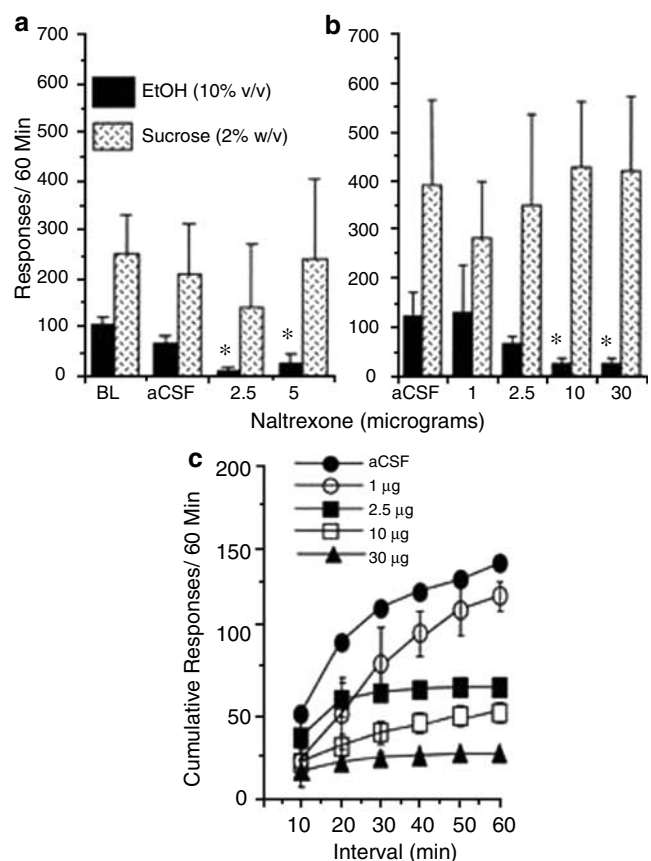 a
700
600
500
400
300
200
100
0
EtOH (10% v/v)
Sucrose (2% w/v)
Responses/ 60 Min
BL aCSF 2.5 5
b
700
600
500
400
300
200
100
0
* * * *
aCSF 1 2.5 10 30
Naltrexone (micrograms)
c
200
150
100
50
0
aCSF
1 μg
2.5 μg
10 μg
30 μg
Cumulative Responses/ 60 Min
10 20 30 40 50 60
Interval (min)